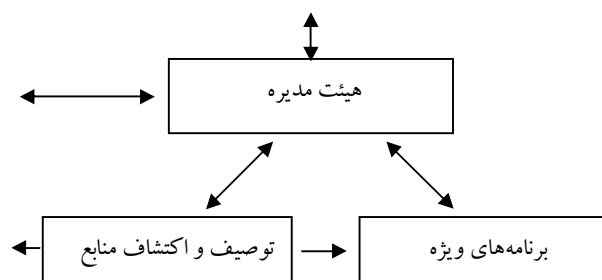 هیئت مدیره
برنامه‌های ویژه
توصیف و اکتشاف منابع